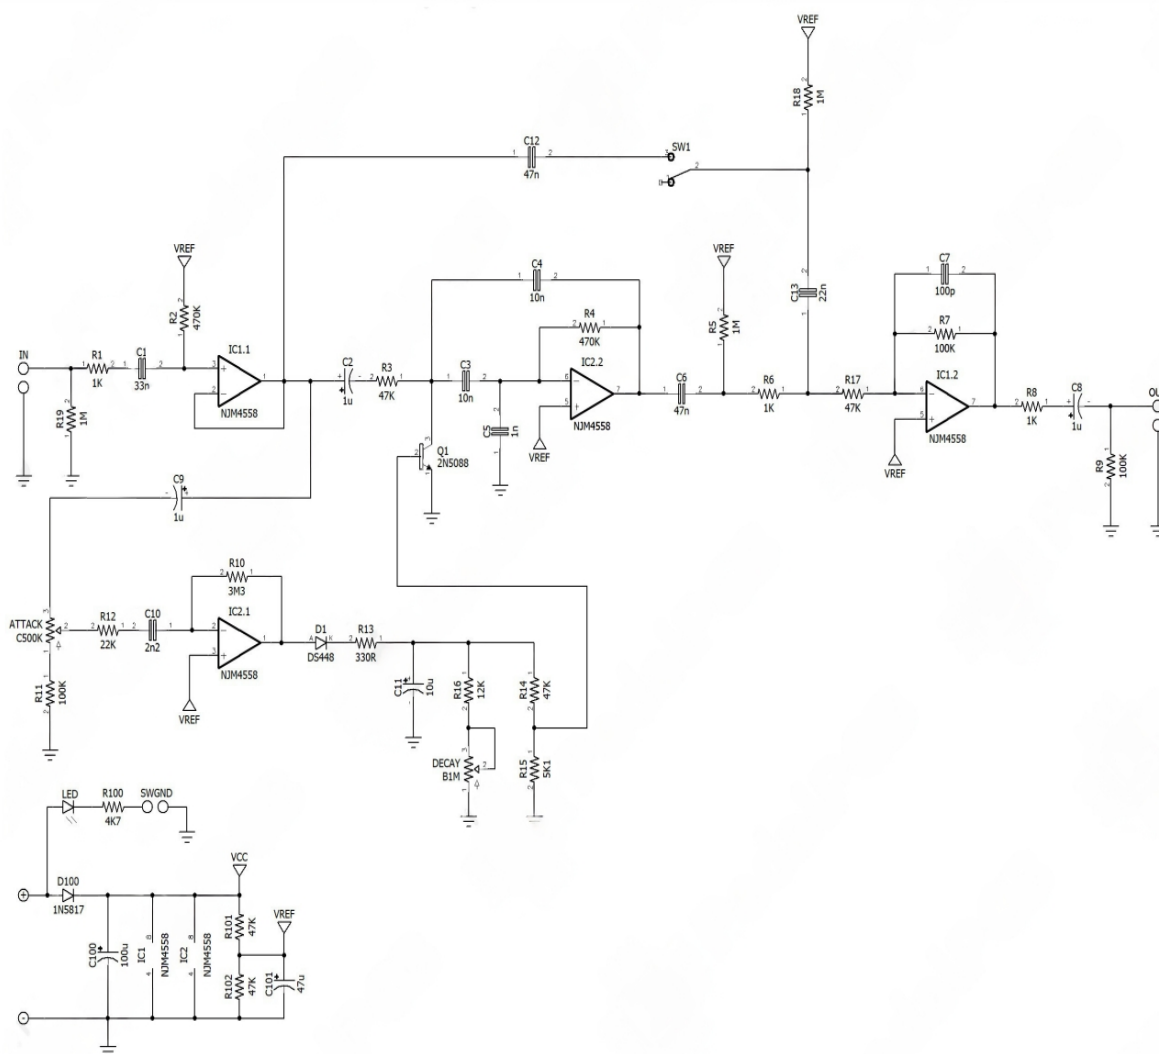 VREF
R18
1M
C12
47n
SW1
VREF
R2
470K
C4
10n
VREF
R5
1M
C13
22n
C7
100p
R4
470K
R7
100K
IN
R1
1K
C1
33n
IC1.1
NJM4558
R19
1M
C2
1u
R3
47K
C3
10n
C5
1n
IC2.2
NJM4558
VREF
C6
47n
R6
1K
R17
47K
IC1.2
NJM4558
VREF
R8
1K
C8
1u
OU
R9
100K
Q1
2N5088
C9
1u
ATTACK
C500K
R11
100K
R12
22K
C10
2n2
R10
3M3
IC2.1
NJM4558
VREF
D1
DS448
R13
330R
C11
10u
R16
12K
R14
47K
DECAY
B1M
R15
5K1
LED
R100
4K7
SWGND
D100
1N5817
VCC
VREF
C100
100u
IC1
NJM4558
IC2
NJM4558
R101
47K
R102
47K
C101
47u